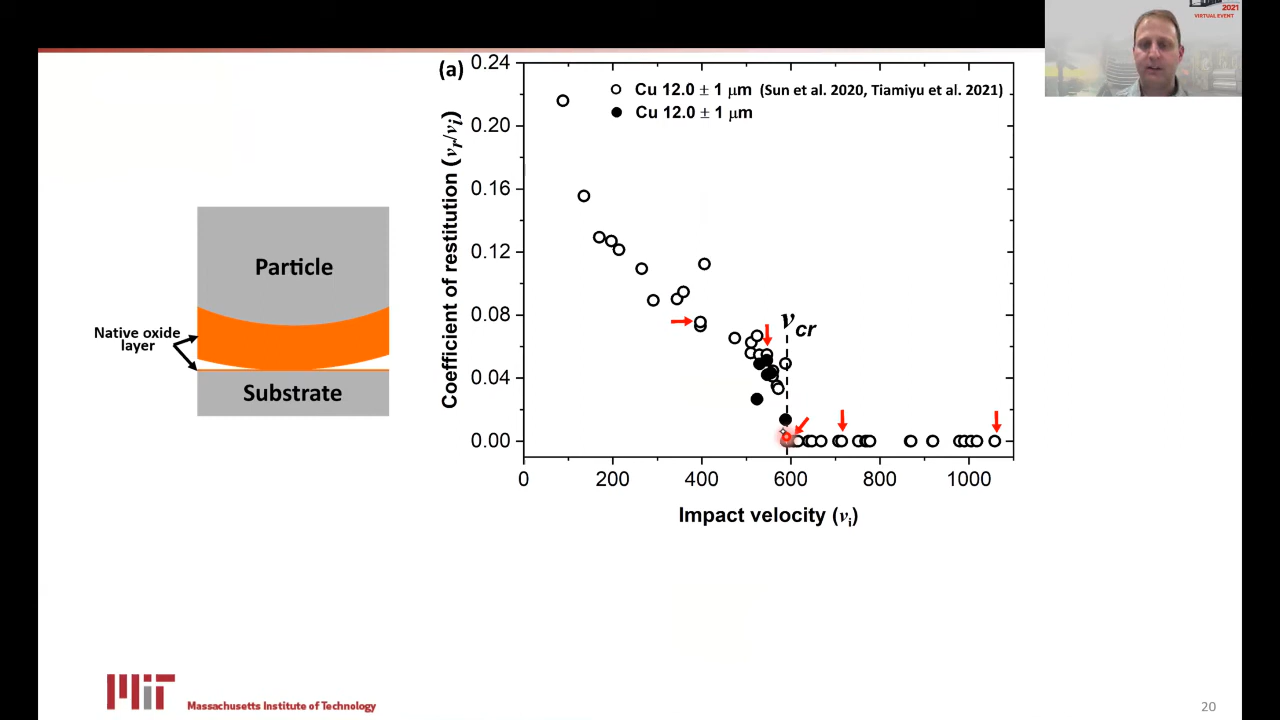 2021
VIRTUAL EVENT
(a)
0.24
0.20
0.16
0.12
0.08
0.04
0.00
Coefficient of restitution (vr/vi)
Cu 12.0 ± 1 μm (Sun et al. 2020, Tiamiyu et al. 2021)
Cu 12.0 ± 1 μm
vcr
0 200 400 600 800 1000
Impact velocity (vi)
Particle
Native oxide
layer
Substrate
MIT
Massachusetts Institute of Technology
20